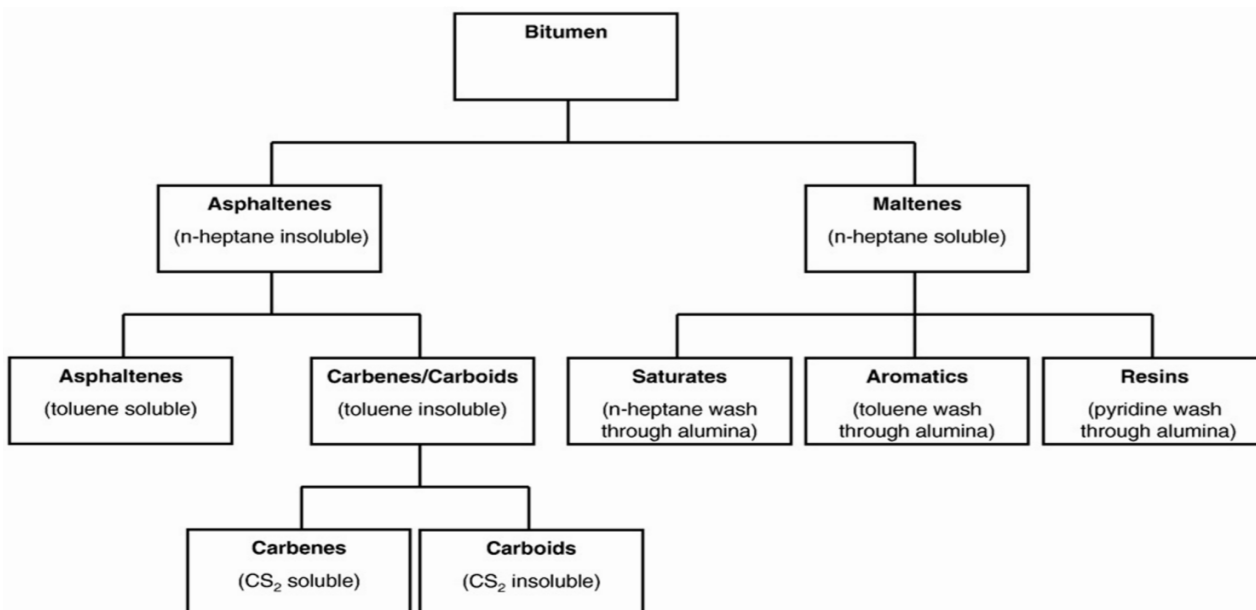 Bitumen
Asphaltenes
(n-heptane insoluble)
Maltenes
(n-heptane soluble)
Asphaltenes
(toluene soluble)
Carbenes/Carboids
(toluene insoluble)
Saturates
(n-heptane wash
through alumina)
Aromatics
(toluene wash
through alumina)
Resins
(pyridine wash
through alumina)
Carbenes
(CS₂ soluble)
Carboids
(CS₂ insoluble)